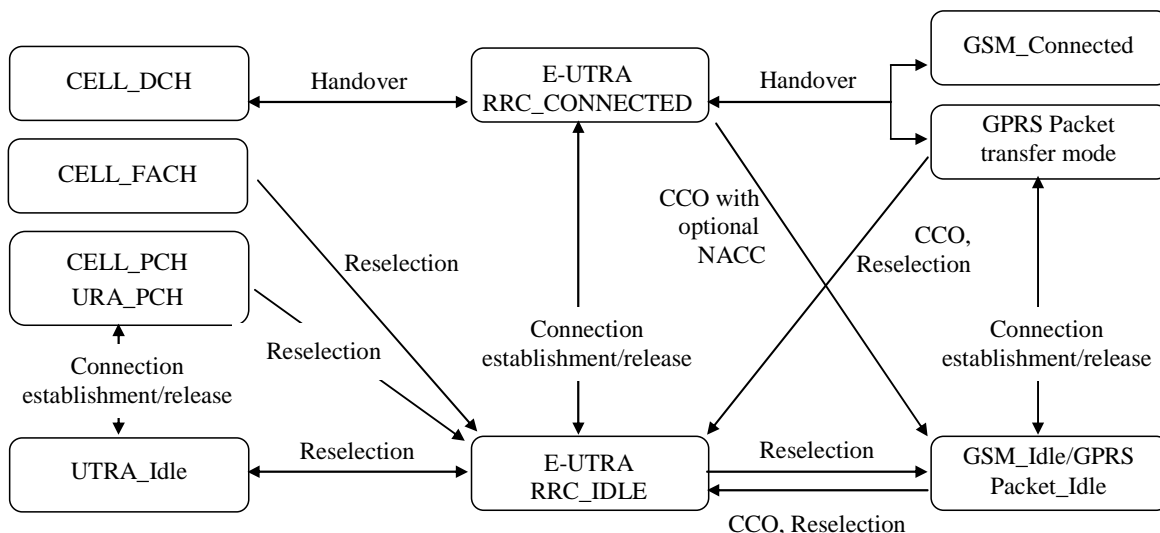 GSM_Connected
CELL_DCH
Handover
E-UTRA
RRC_CONNECTED
Handover
GPRS Packet
transfer mode
CELL_FACH
CCO with
optional
NACC
CCO,
Reselection
CELL_PCH
URA_PCH
Reselection
Reselection
Connection
establishment/release
Connection
establishment/release
Connection
establishment/release
UTRA_Idle
Reselection
E-UTRA
RRC_IDLE
Reselection
GSM_Idle/GPRS
Packet_Idle
CCO, Reselection